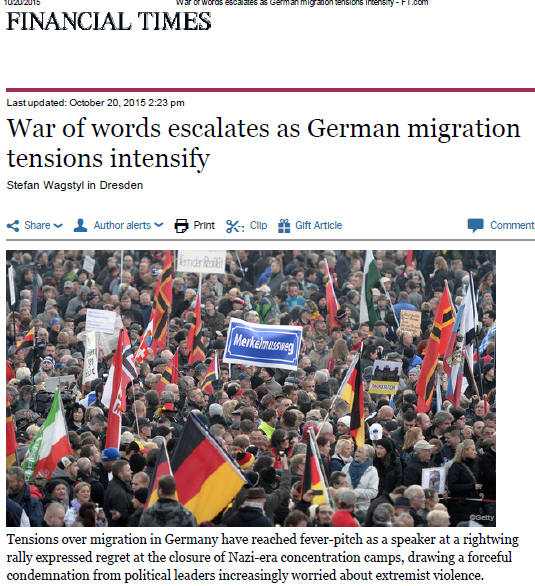 10/20/2015 War of words escalates as German migration tensions intensify - FT.com
FINANCIAL TIMES
Last updated: October 20, 2015 2:23 pm
War of words escalates as German migration
tensions intensify
Stefan Wagstyl in Dresden
Share Author alerts Print Clip Gift Article Comment
Merkelmussweg
©Getty
Tensions over migration in Germany have reached fever-pitch as a speaker at a rightwing
rally expressed regret at the closure of Nazi-era concentration camps, drawing a forceful
condemnation from political leaders increasingly worried about extremist violence.